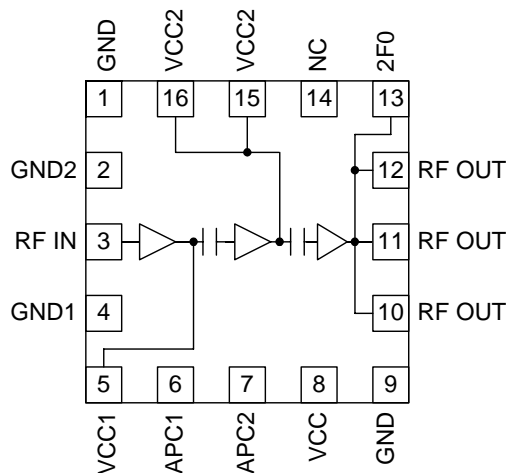 GND
VCC2
VCC2
NC
2F0
1
16
15
14
13
GND2
2
12
RF OUT
RF IN
3
11
RF OUT
GND1
4
10
RF OUT
5
6
7
8
9
VCC1
APC1
APC2
VCC
GND